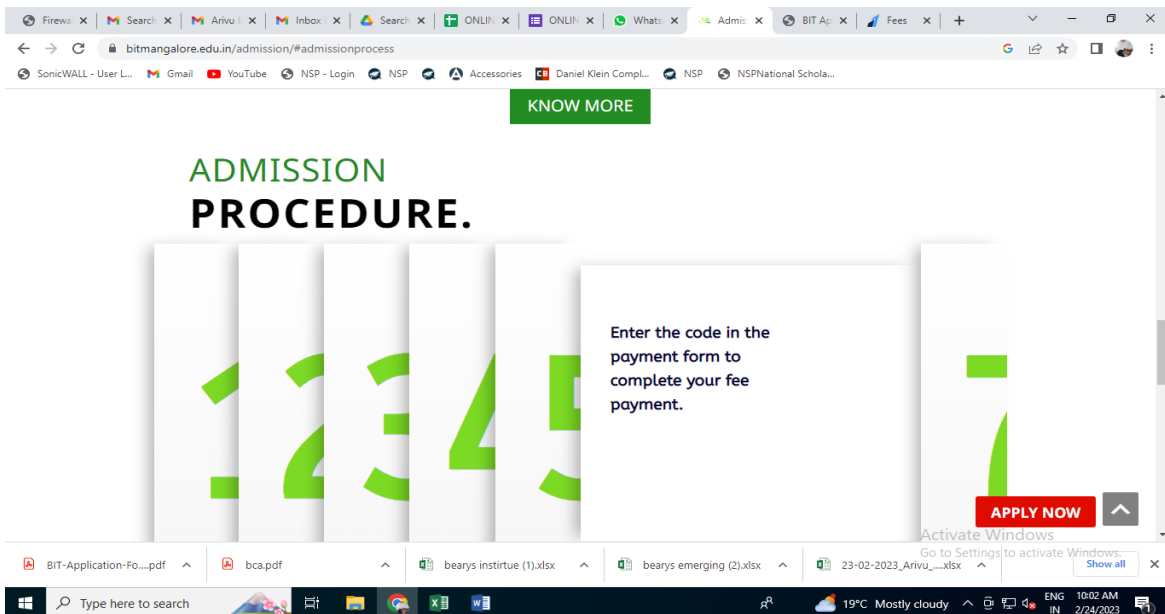 Firewa
Search
Arivu l
Inbox
Search
ONLIN
ONLIN
Whats
Admis
BIT Ap
Fees
bitmangalore.edu.in/admission/#admissionprocess
SonicWALL - User L...
Gmail
YouTube
NSP - Login
NSP
Accessories
Daniel Klein Compl...
NSP
NSPNational Schola...
KNOW MORE
ADMISSION
PROCEDURE.
1
2
3
4
5
Enter the code in the
payment form to
complete your fee
payment.
7
APPLY NOW
Activate Windows
Go to Settings to activate Windows.
BIT-Application-Fo....pdf
bca.pdf
bearys instirtue (1).xlsx
bearys emerging (2).xlsx
23-02-2023_Arivu_....xlsx
Show all
Type here to search
19°C Mostly cloudy
ENG
IN
10:02 AM
2/24/2023